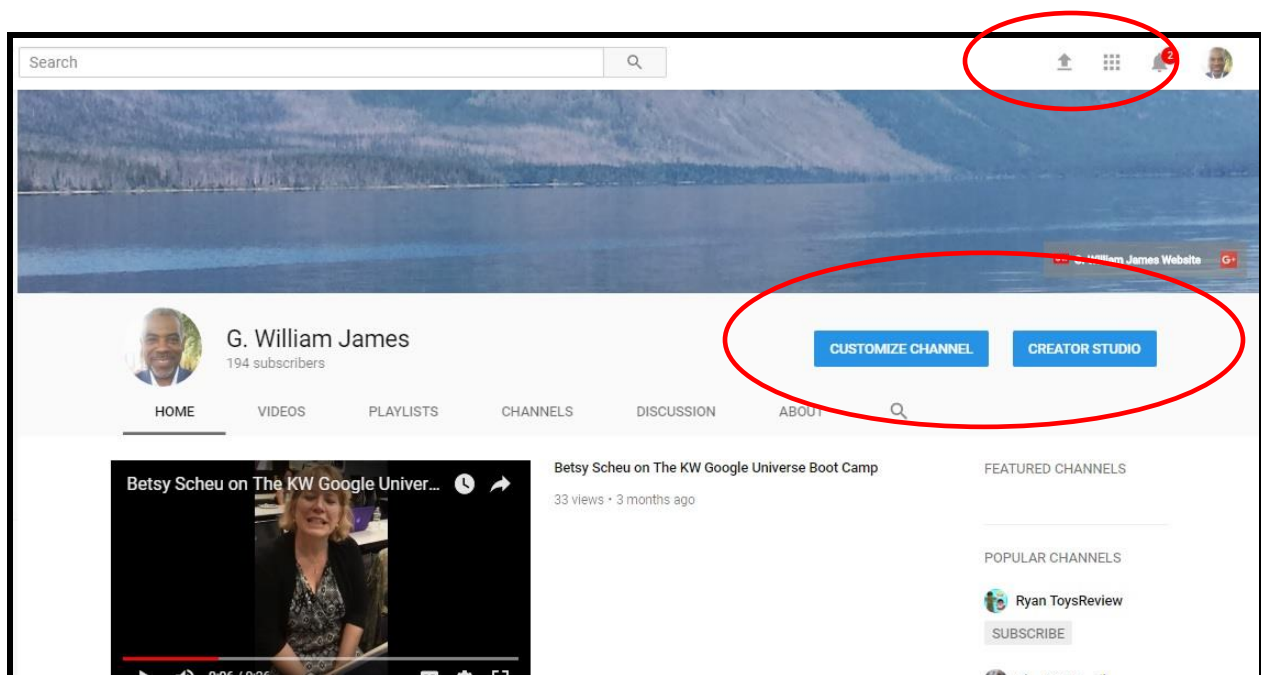 Search
2
G. William James Website
G+
G. William James
194 subscribers
CUSTOMIZE CHANNEL
CREATOR STUDIO
HOME
VIDEOS
PLAYLISTS
CHANNELS
DISCUSSION
ABOUT
Betsy Scheu on The KW Google Univer...
Betsy Scheu on The KW Google Universe Boot Camp
33 views • 3 months ago
FEATURED CHANNELS
POPULAR CHANNELS
Ryan ToysReview
SUBSCRIBE